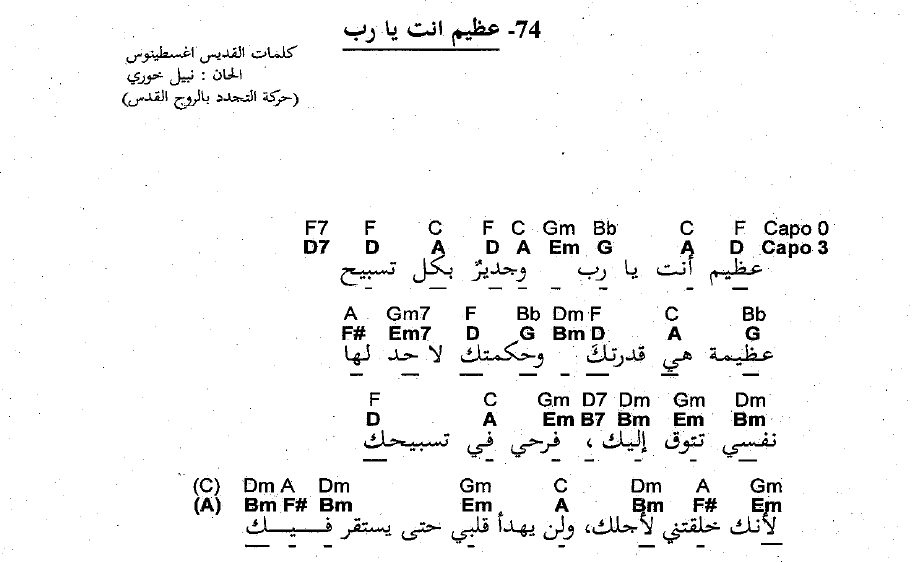 74- عظيم انت يا رب
كلمات القديس اغسطينوس
الحان : نبيل خوري
(حركة التجدد بالروح القدس)
F7 F C F C Gm Bb C F Capo 0
D7 D A D A Em G A D Capo 3
عظيم أنت يا رب وجديرٌ بكل تسبيح
A Gm7 F Bb Dm F C Bb
F# Em7 D G Bm D A G
عظيمة هي قدرتكَ وحكمتك لا حد لها
F C Gm D7 Dm Gm Dm
D A Em B7 Bm Em Bm
نفسي تتوق إليك، فرحي في تسبيحك
(C) Dm A Dm Gm C Dm A Gm
(A) Bm F# Bm Em A Bm F# Em
لأنك خلقتني لأجلك، ولن يهدأ قلبي حتى يستقر فـــيـــك